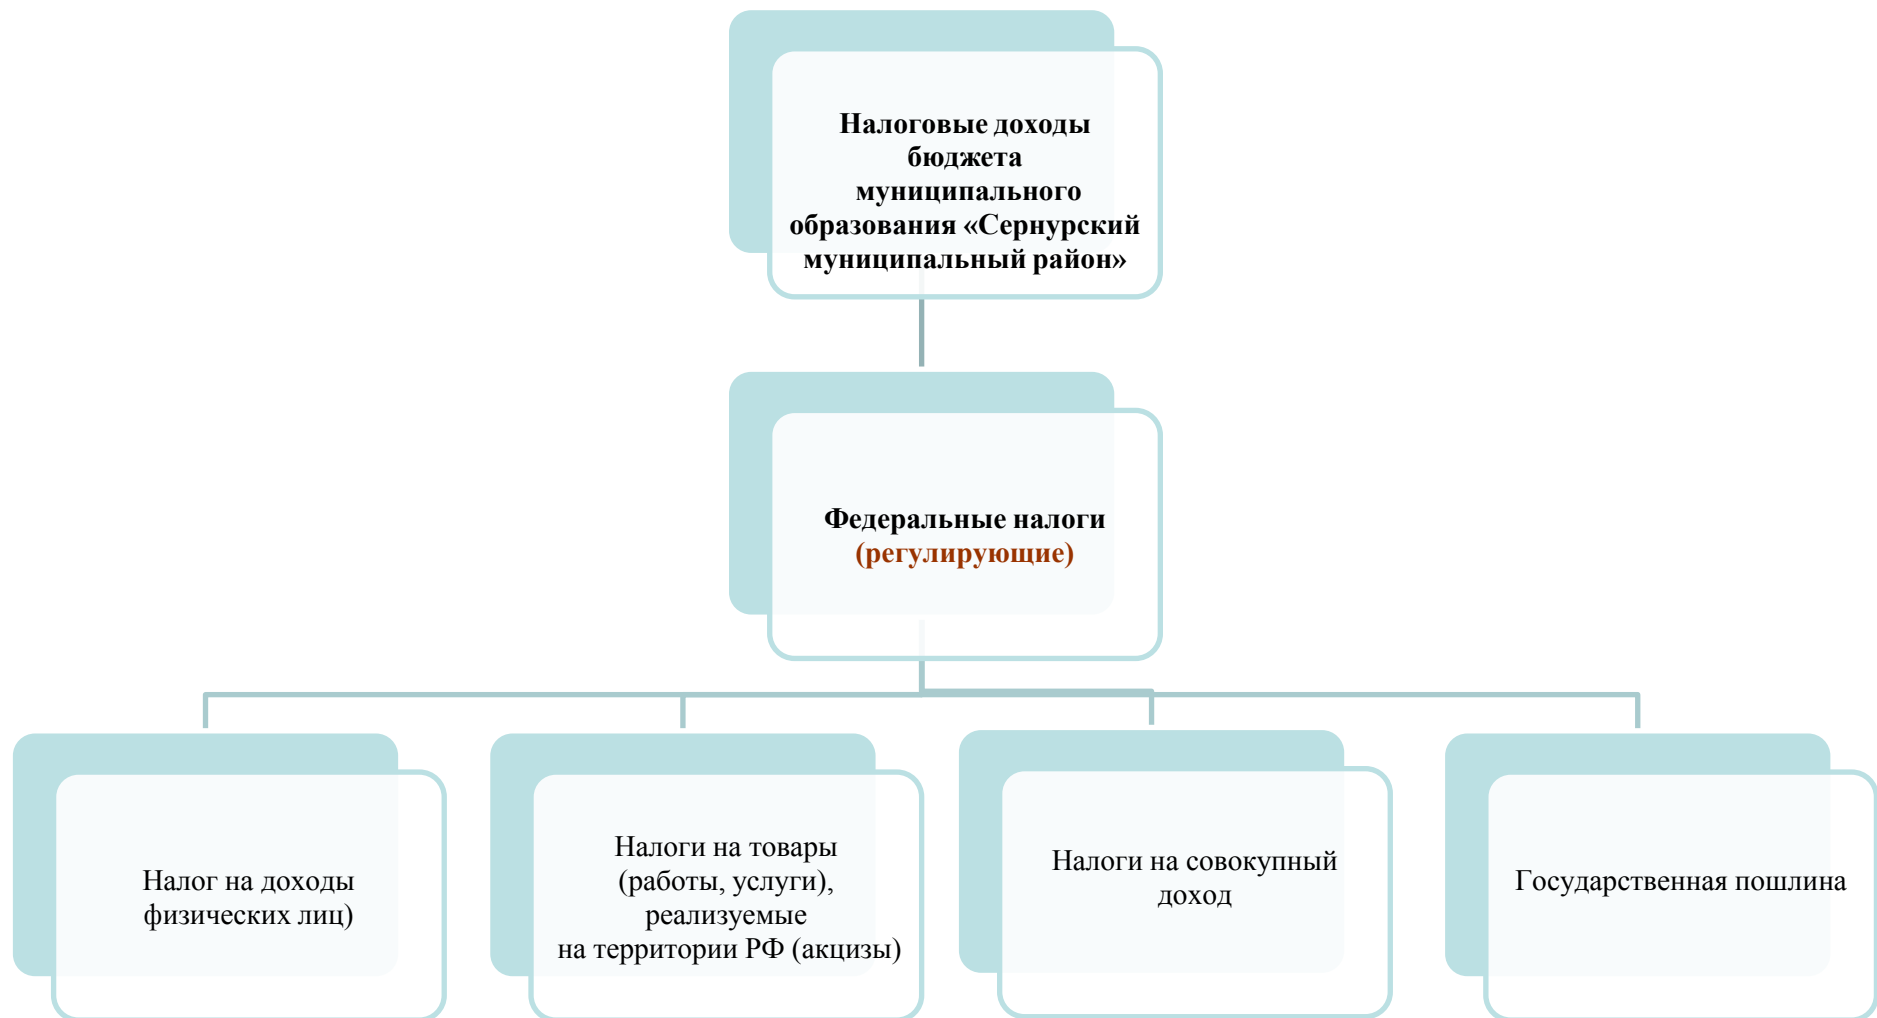 Налоговые доходы
бюджета
муниципального
образования «Сернурский
муниципальный район»
Федеральные налоги
(регулирующие)
Налог на доходы
физических лиц)
Налоги на товары
(работы, услуги),
реализуемые
на территории РФ (акцизы)
Налоги на совокупный
доход
Государственная пошлина